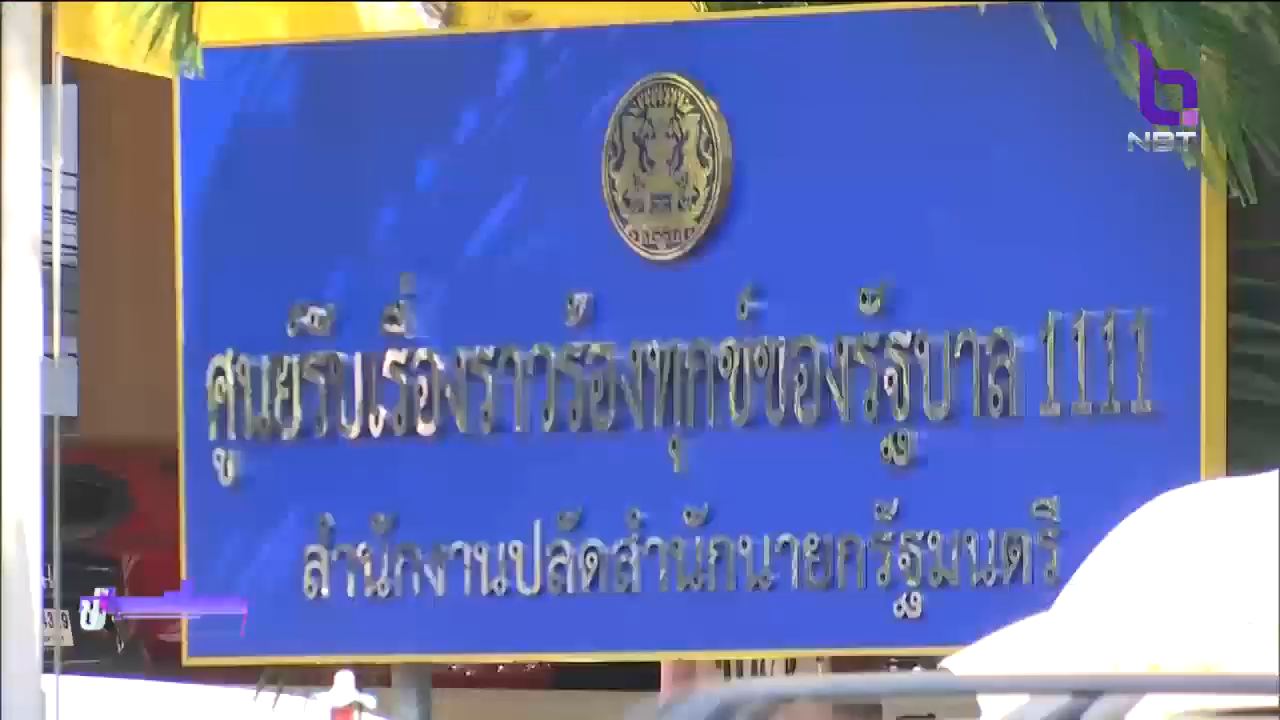 NBT
ศูนย์รับเรื่องราวร้องทุกข์ของรัฐบาล 1111
สำนักงานปลัดสำนักนายกรัฐมนตรี